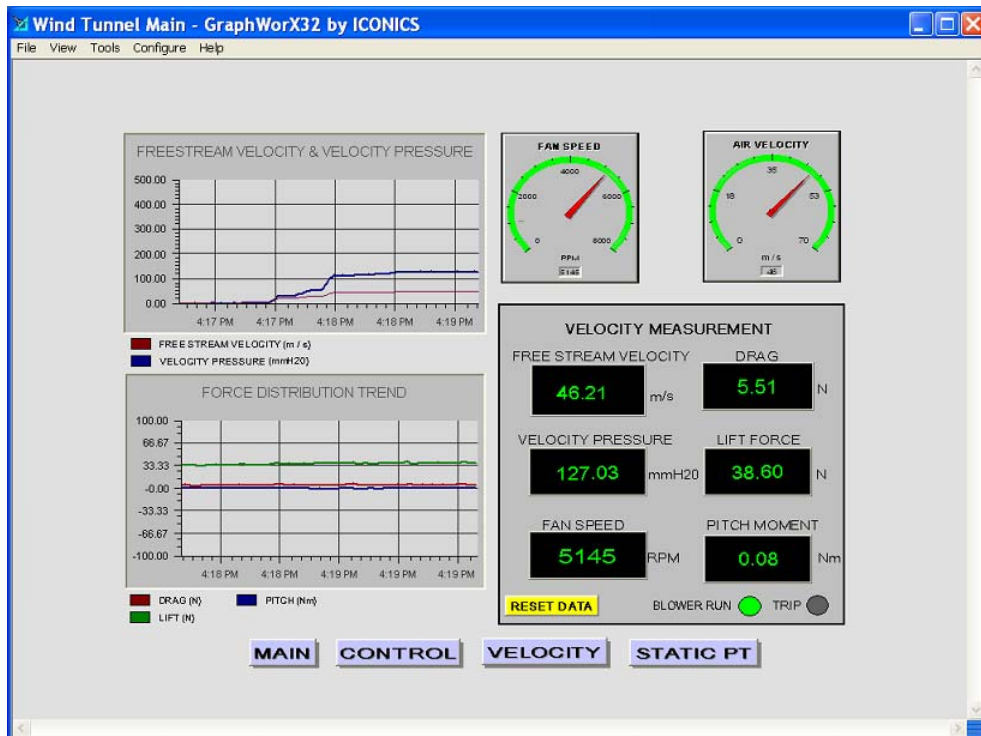 Wind Tunnel Main - GraphWorX32 by ICONICS
File View Tools Configure Help
FREESTREAM VELOCITY & VELOCITY PRESSURE
500.00
400.00
300.00
200.00
100.00
0.00
4:17 PM 4:17 PM 4:18 PM 4:18 PM 4:19 PM
FREE STREAM VELOCITY (m / s)
VELOCITY PRESSURE (mmH20)
FAN SPEED
0
2000
4000
6000
8000
RPM
5145
AIR VELOCITY
0
18
35
53
70
m / s
46
FORCE DISTRIBUTION TREND
100.00
66.67
33.33
-0.00
-33.33
-66.67
-100.00
4:18 PM 4:18 PM 4:19 PM 4:19 PM 4:19 PM
DRAG (N) PITCH (Nm)
LIFT (N)
VELOCITY MEASUREMENT
FREE STREAM VELOCITY DRAG
46.21 m/s 5.51 N
VELOCITY PRESSURE LIFT FORCE
127.03 mmH20 38.60 N
FAN SPEED PITCH MOMENT
5145 RPM 0.08 Nm
RESET DATA BLOWER RUN TRIP
MAIN CONTROL VELOCITY STATIC PT